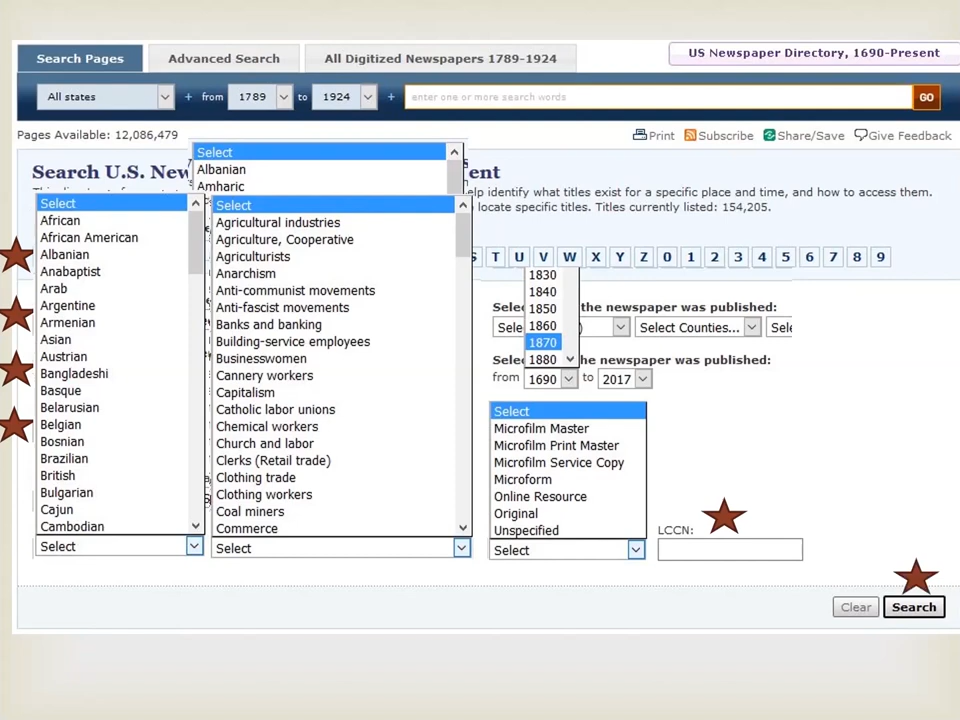 Search Pages
Advanced Search
All Digitized Newspapers 1789-1924
US Newspaper Directory, 1690-Present
All states
+ from
1789
to
1924
+
enter one or more search words
GO
Pages Available: 12,086,479
Print
Subscribe
Share/Save
Give Feedback
Search U.S. New
ent
elp identify what titles exist for a specific place and time, and how to access them.
locate specific titles. Titles currently listed: 154,205.
Select
Albanian
Amharic
T U V W X Y Z 0 1 2 3 4 5 6 7 8 9
Select
African
African American
Albanian
Anabaptist
Arab
Argentine
Armenian
Asian
Austrian
Bangladeshi
Basque
Belarusian
Belgian
Bosnian
Brazilian
British
Bulgarian
Cajun
Cambodian
Select
Select
Agricultural industries
Agriculture, Cooperative
Agriculturists
Anarchism
Anti-communist movements
Anti-fascist movements
Banks and banking
Building-service employees
Businesswomen
Cannery workers
Capitalism
Catholic labor unions
Chemical workers
Church and labor
Clerks (Retail trade)
Clothing trade
Clothing workers
Coal miners
Commerce
Select
1830
1840
1850
1860
1870
1880
Selec
the newspaper was published:
Sele
)
Select Counties...
Sele
Selec
he newspaper was published:
from
1690
to
2017
Select
Microfilm Master
Microfilm Print Master
Microfilm Service Copy
Microform
Online Resource
Original
Unspecified
Select
LCCN:
Clear
Search